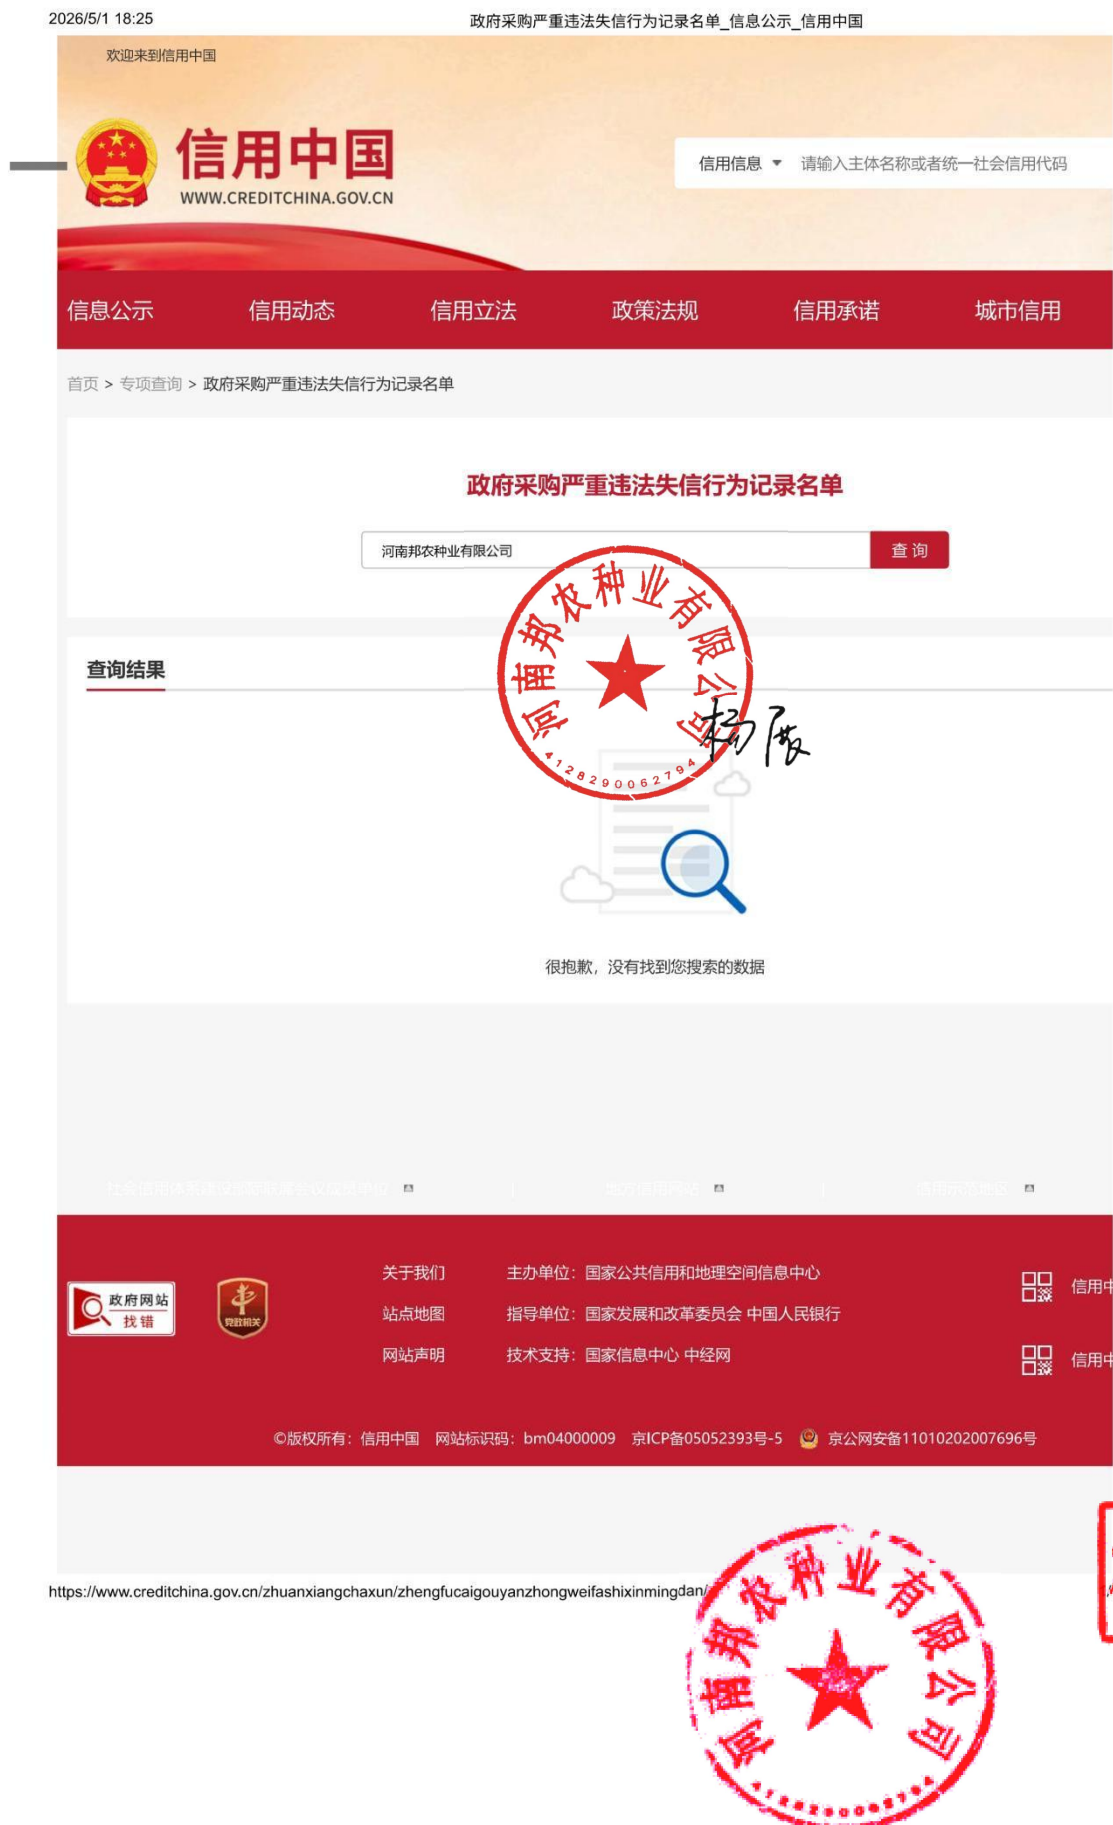 2026/5/1 18:25
政府采购严重违法失信行为记录名单_信息公示_信用中国
欢迎来到信用中国
信用中国
WWW.CREDITCHINA.GOV.CN
信用信息
请输入主体名称或者统一社会信用代码
信息公示 信用动态 信用立法 政策法规 信用承诺 城市信用
首页 > 专项查询 > 政府采购严重违法失信行为记录名单
政府采购严重违法失信行为记录名单
河南邦农种业有限公司
查询
查询结果
河南邦农种业有限公司
4128290062794
杨展
很抱歉，没有找到您搜索的数据
政府网站
找错
党政机关
关于我们 主办单位：国家公共信用和地理空间信息中心
站点地图 指导单位：国家发展和改革委员会 中国人民银行
网站声明 技术支持：国家信息中心 中经网
信用中
信用中
©版权所有：信用中国 网站标识码：bm04000009 京ICP备05052393号-5 京公网安备11010202007696号
https://www.creditchina.gov.cn/zhuanxiangchaxun/zhengfucaigouyanzhongweifashixinmingdan/
河南邦农种业有限公司
4128290062794